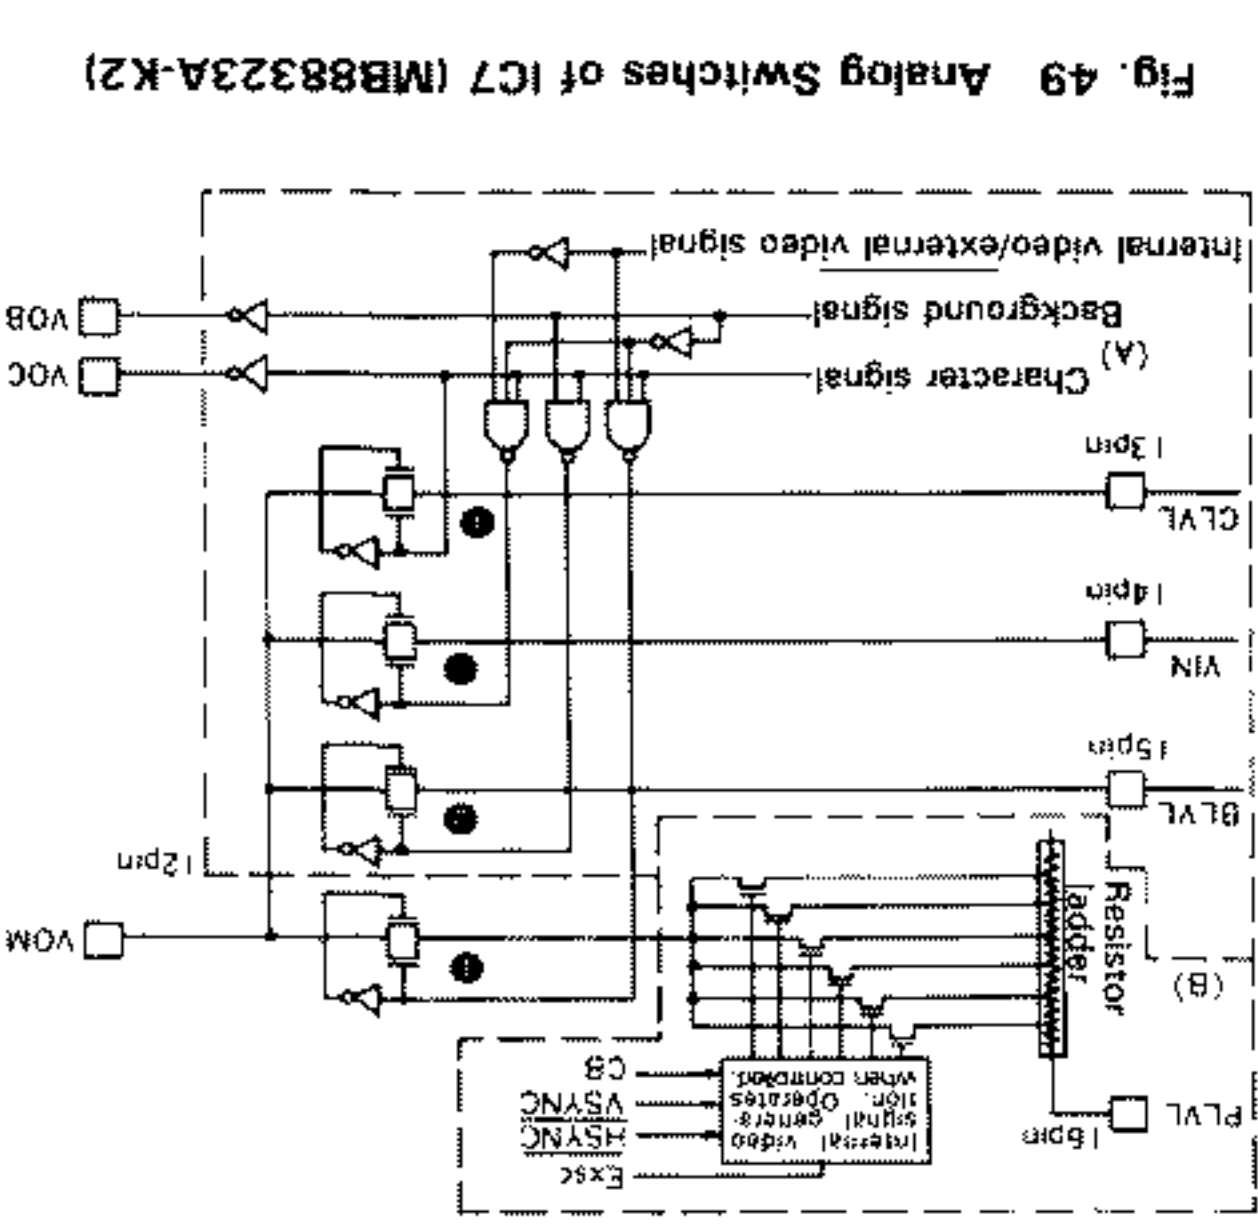 PLVL
16pin
Exsc
HSYNC
VSYNC
CB
Internal video
signal genera-
tion. Operates
when controlled.
(B)
Resistor
ladder
VOM
12pin
BLVL
15pin
VIN
14pin
CLVL
13pin
(A)
Character signal
VOC
Background signal
VOB
Internal video/external video signal
Fig. 49 Analog Switches of IC7 (MB88323A-K2)